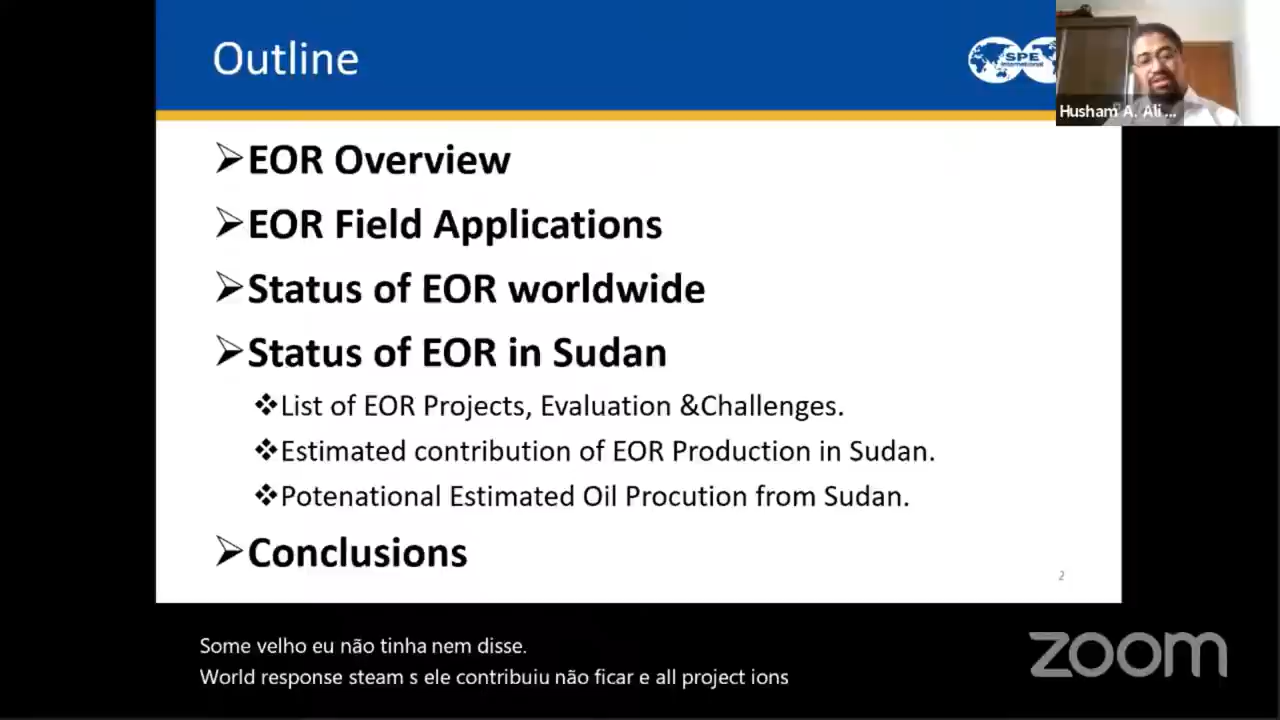 Outline
SPE
International
Husham A. Ali ...
➢EOR Overview
➢EOR Field Applications
➢Status of EOR worldwide
➢Status of EOR in Sudan
❖List of EOR Projects, Evaluation &Challenges.
❖Estimated contribution of EOR Production in Sudan.
❖Potenational Estimated Oil Procution from Sudan.
➢Conclusions
2
Some velho eu não tinha nem disse.
World response steam s ele contribuiu não ficar e all project ions
zoom